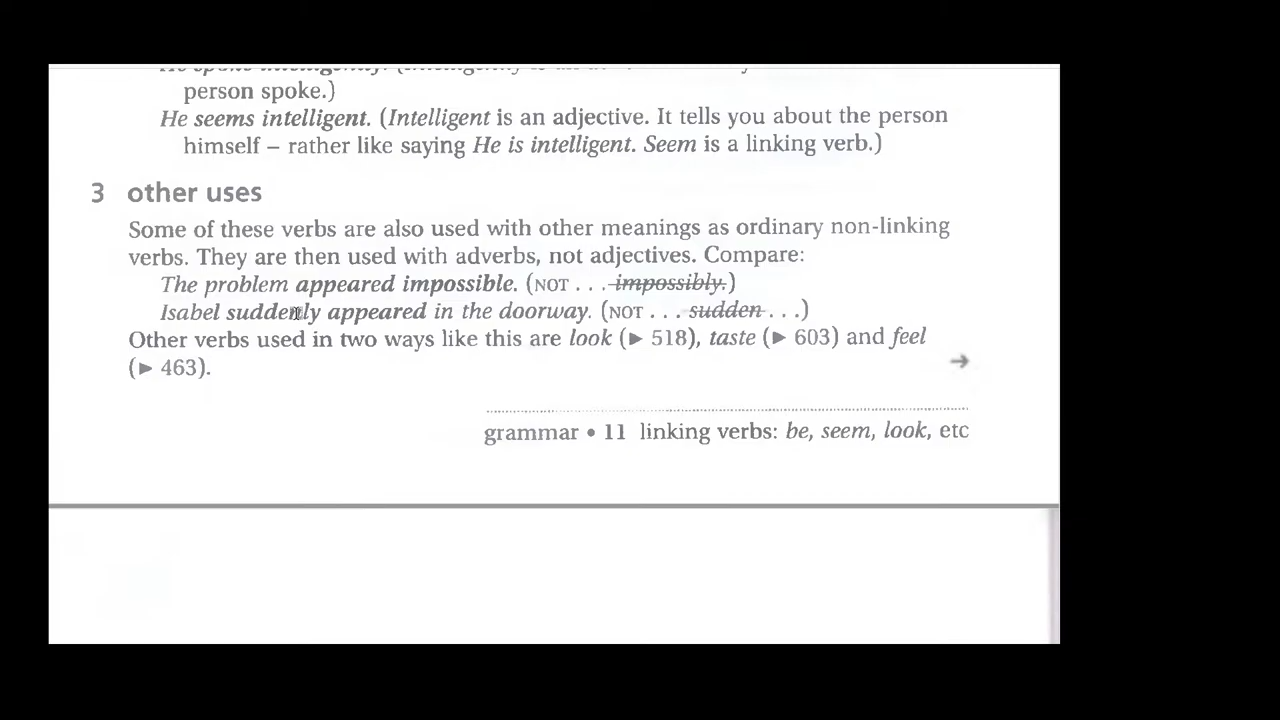 person spoke.)
He seems intelligent. (Intelligent is an adjective. It tells you about the person
himself – rather like saying He is intelligent. Seem is a linking verb.)
3 other uses
Some of these verbs are also used with other meanings as ordinary non-linking
verbs. They are then used with adverbs, not adjectives. Compare:
The problem appeared impossible. (NOT . . . impossibly.)
Isabel suddenly appeared in the doorway. (NOT . . . sudden . . .)
Other verbs used in two ways like this are look (► 518), taste (► 603) and feel
(► 463).
➔
grammar • 11 linking verbs: be, seem, look, etc